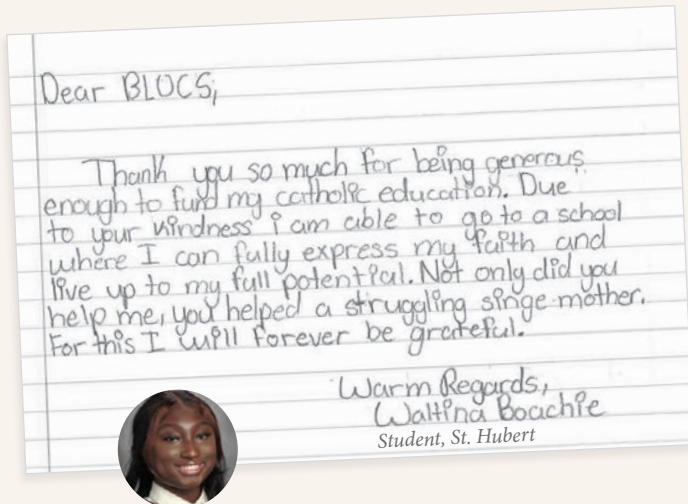 Dear BLOCS,
Thank you so much for being generous
enough to fund my catholic education. Due
to your kindness i am able to go to a school
where I can fully express my faith and
live up to my full potential. Not only did you
help me, you helped a struggling singe mother.
For this I will forever be grateful.
Warm Regards,
Waltina Boachie
Student, St. Hubert